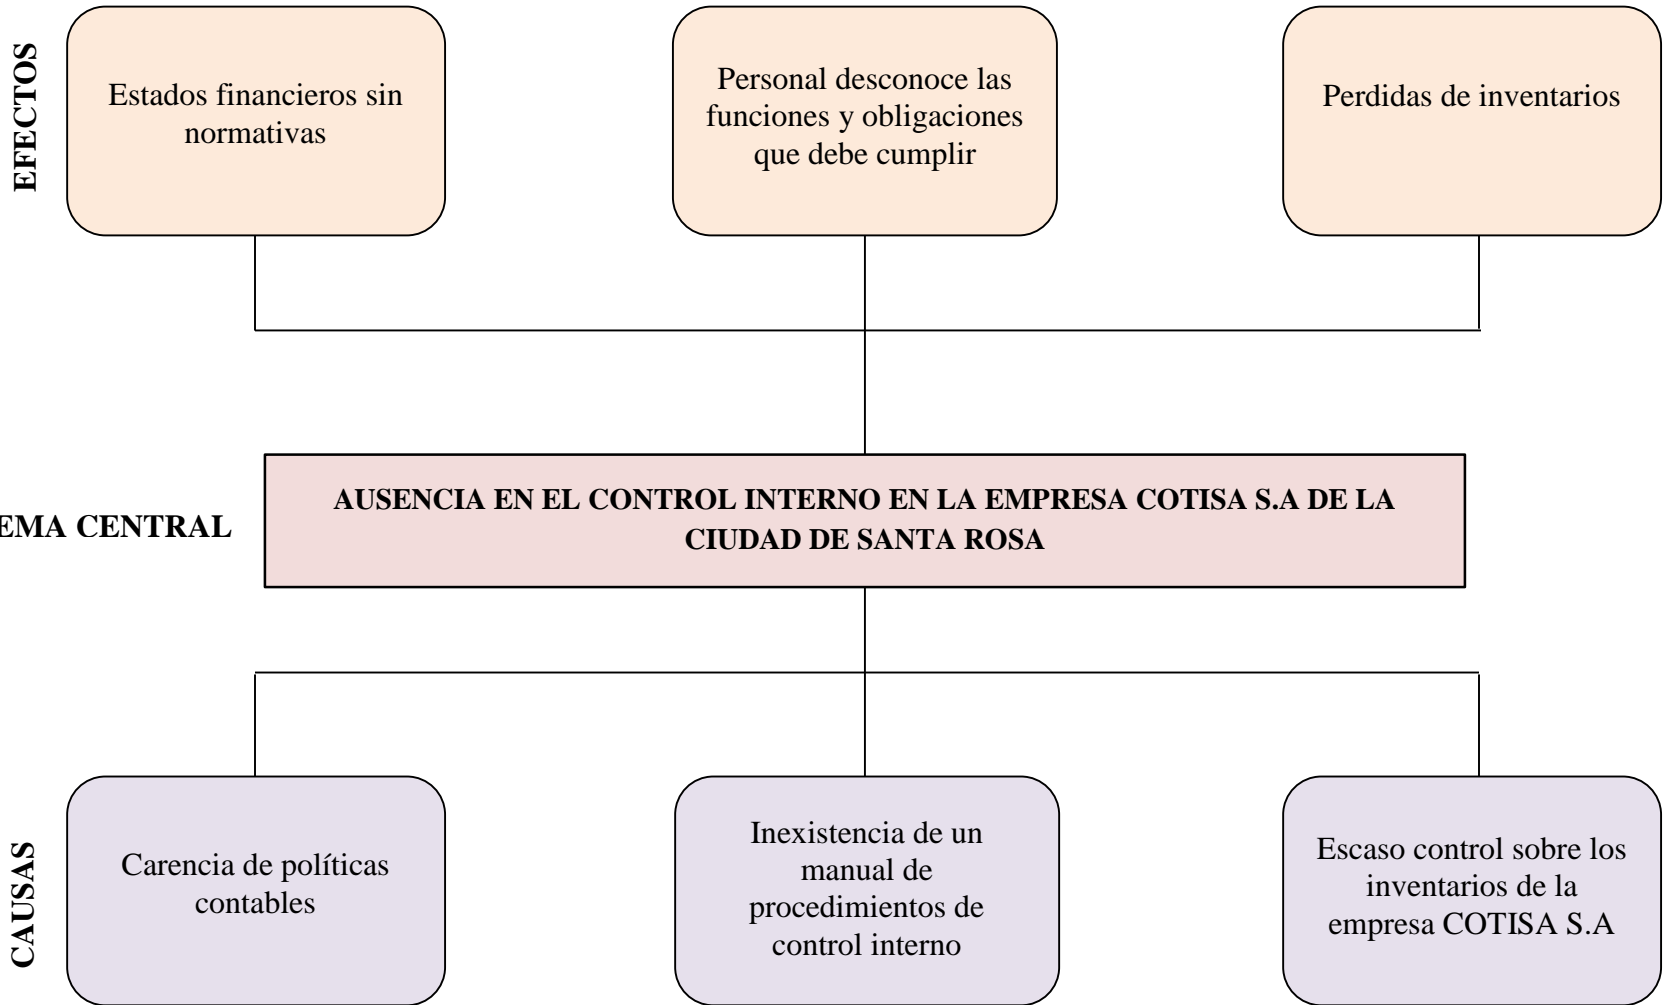 EFECTOS
Estados financieros sin
normativas
Personal desconoce las
funciones y obligaciones
que debe cumplir
Perdidas de inventarios
EMA CENTRAL
AUSENCIA EN EL CONTROL INTERNO EN LA EMPRESA COTISA S.A DE LA
CIUDAD DE SANTA ROSA
CAUSAS
Carencia de políticas
contables
Inexistencia de un
manual de
procedimientos de
control interno
Escaso control sobre los
inventarios de la
empresa COTISA S.A